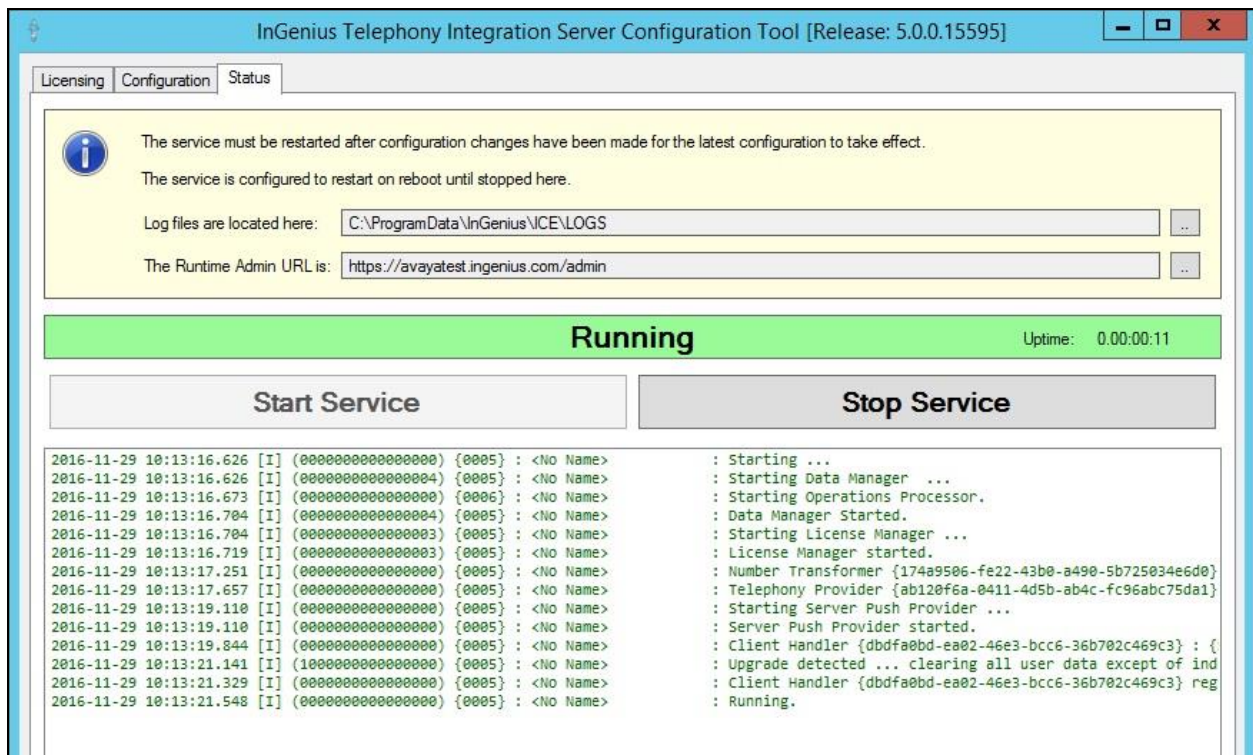 InGenius Telephony Integration Server Configuration Tool [Release: 5.0.0.15595]
Licensing Configuration Status
The service must be restarted after configuration changes have been made for the latest configuration to take effect.
The service is configured to restart on reboot until stopped here.
Log files are located here: C:\ProgramData\InGenius\ICE\LOGS ..
The Runtime Admin URL is: https://avayatest.ingenius.com/admin ..
Running Uptime: 0.00:00:11
Start Service Stop Service
2016-11-29 10:13:16.626 [I] (0000000000000000) {0005} : <No Name> : Starting ...
2016-11-29 10:13:16.626 [I] (0000000000000004) {0005} : <No Name> : Starting Data Manager ...
2016-11-29 10:13:16.673 [I] (0000000000000000) {0006} : <No Name> : Starting Operations Processor.
2016-11-29 10:13:16.704 [I] (0000000000000004) {0005} : <No Name> : Data Manager Started.
2016-11-29 10:13:16.704 [I] (0000000000000003) {0005} : <No Name> : Starting License Manager ...
2016-11-29 10:13:16.719 [I] (0000000000000003) {0005} : <No Name> : License Manager started.
2016-11-29 10:13:17.251 [I] (0000000000000000) {0005} : <No Name> : Number Transformer {174a9506-fe22-43b0-a490-5b725034e6d0}
2016-11-29 10:13:17.657 [I] (0000000000000000) {0005} : <No Name> : Telephony Provider {ab120f6a-0411-4d5b-ab4c-fc96abc75da1}
2016-11-29 10:13:19.110 [I] (0000000000000000) {0005} : <No Name> : Starting Server Push Provider ...
2016-11-29 10:13:19.110 [I] (0000000000000000) {0005} : <No Name> : Server Push Provider started.
2016-11-29 10:13:19.844 [I] (0000000000000000) {0005} : <No Name> : Client Handler {dbdfa0bd-ea02-46e3-bcc6-36b702c469c3} : {
2016-11-29 10:13:21.141 [I] (1000000000000000) {0005} : <No Name> : Upgrade detected ... clearing all user data except of ind
2016-11-29 10:13:21.329 [I] (0000000000000000) {0005} : <No Name> : Client Handler {dbdfa0bd-ea02-46e3-bcc6-36b702c469c3} reg
2016-11-29 10:13:21.548 [I] (0000000000000000) {0005} : <No Name> : Running.